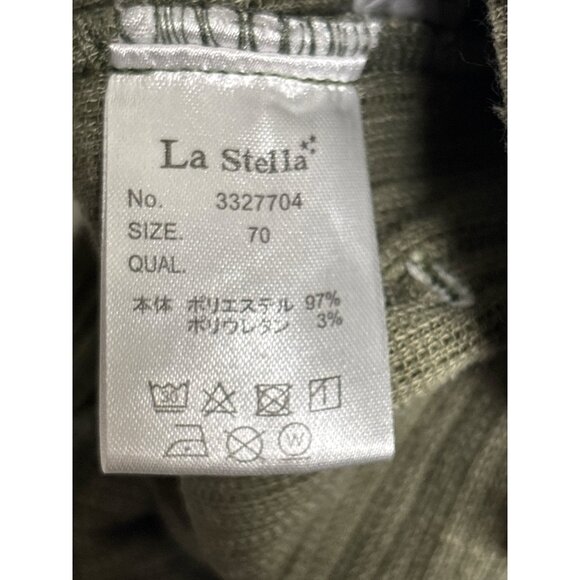 La Stella
No. 3327704
SIZE. 70
QUAL.
本体 ポリエステル 97%
ポリウレタン 3%
30
W